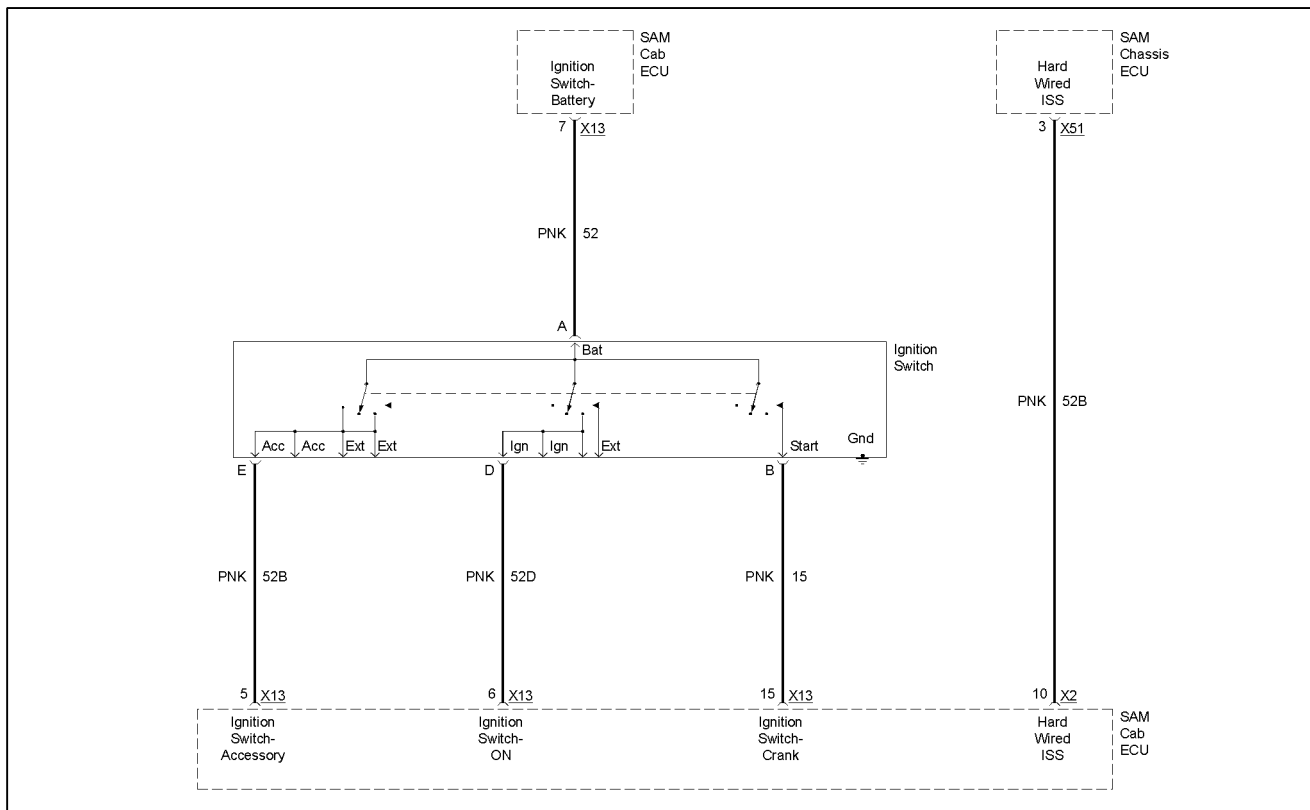 SAM
Cab
ECU
Ignition
Switch-
Battery
7 X13
SAM
Chassis
ECU
Hard
Wired
ISS
3 X51
PNK 52
A
Bat
Ignition
Switch
PNK 52B
Acc Acc Ext Ext Ign Ign Ext Start Gnd
E D B
PNK 52B
PNK 52D
PNK 15
5 X13
6 X13
15 X13
10 X2
Ignition
Switch-
Accessory
Ignition
Switch-
ON
Ignition
Switch-
Crank
Hard
Wired
ISS
SAM
Cab
ECU